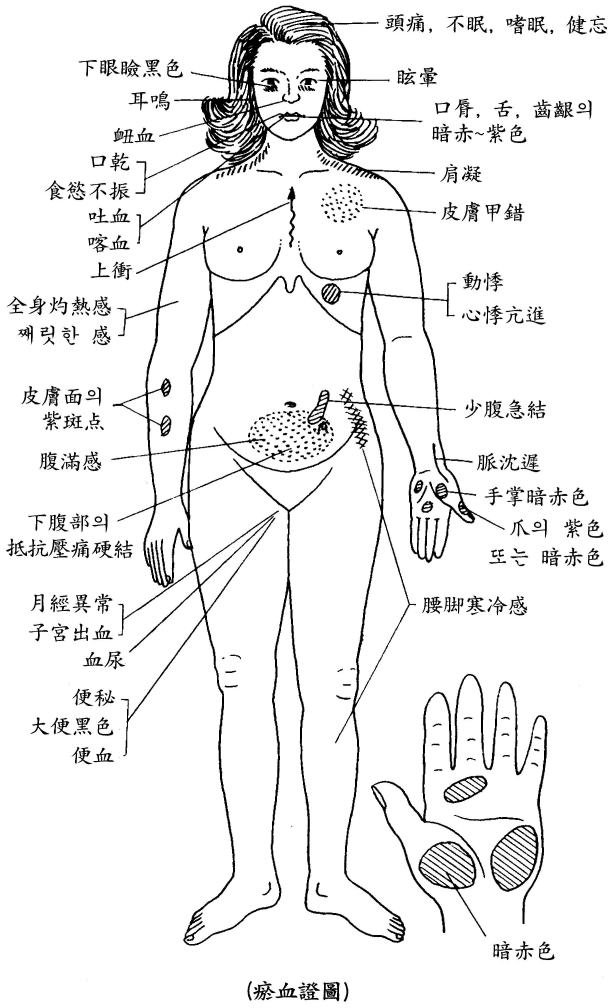 頭痛, 不眠, 嗜眠, 健忘
下眼瞼黑色
眩暈
耳鳴
口脣, 舌, 齒齦의
暗赤~紫色
衄血
口乾
食慾不振
肩凝
吐血
喀血
皮膚甲錯
上衝
動悸
心悸亢進
全身灼熱感
께릿한 감
皮膚面의
紫斑点
少腹急結
腹滿感
脈沈遲
手掌暗赤色
爪의 紫色
또는 暗赤色
下腹部의
抵抗壓痛硬結
月經異常
子宮出血
血尿
腰脚寒冷感
便秘
大便黑色
便血
暗赤色
(瘀血證圖)